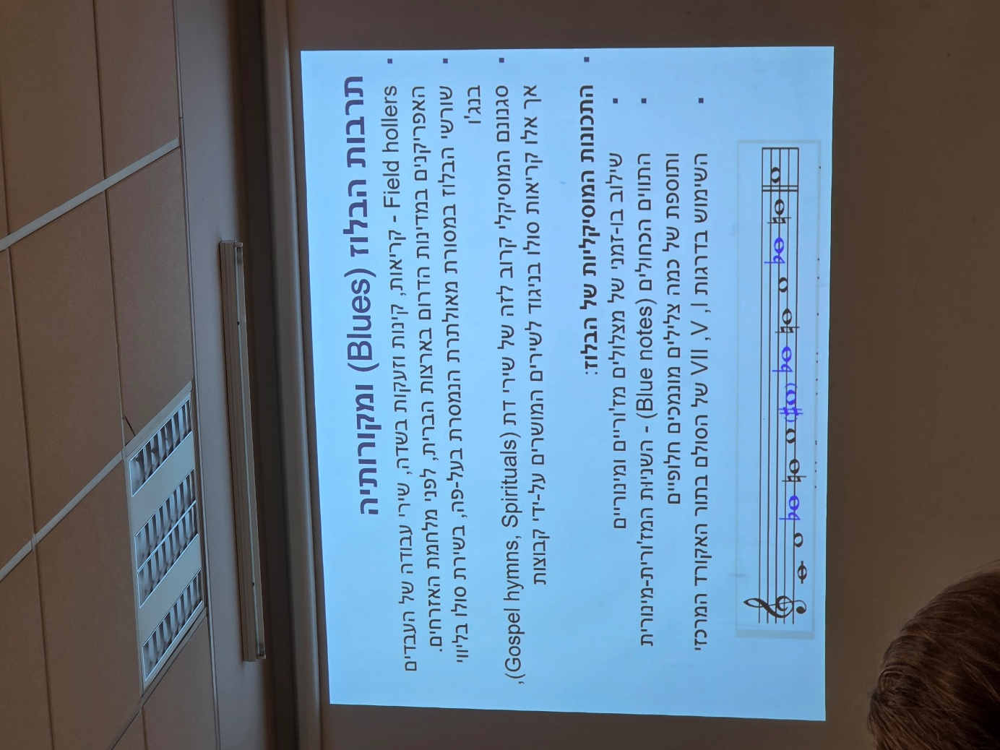 תרבות הבלוז (Blues) ומקורותיה
▪ Field hollers - קריאות, קינות וזעקות בשדה, שירי עבודה של העבדים
האפריקנים במדינות הדרום בארצות הברית, לפני מלחמת האזרחים.
▪ שורשי הבלוז במסורת מאולתרת הנמסרת בעל-פה, בשירת סולו בליווי
בנג'ו
▪ סגנונם המוסיקלי קרוב לזה של שירי דת (Gospel hymns, Spirituals),
אך אלו קריאות סולו בניגוד לשירים המושרים על-ידי קבוצות
▪ התכונות המוסיקליות של הבלוז:
▪ שילוב בו-זמני של מצלולים מז'וריים ומינוריים
▪ התווים הכחולים (Blue notes) - השניות המז'ורית-מינורית
ותוספת של כמה צלילים מונמכים חלופיים
▪ השימוש בדרגות I, V, VII של הסולם בתור האקורד המרכזי